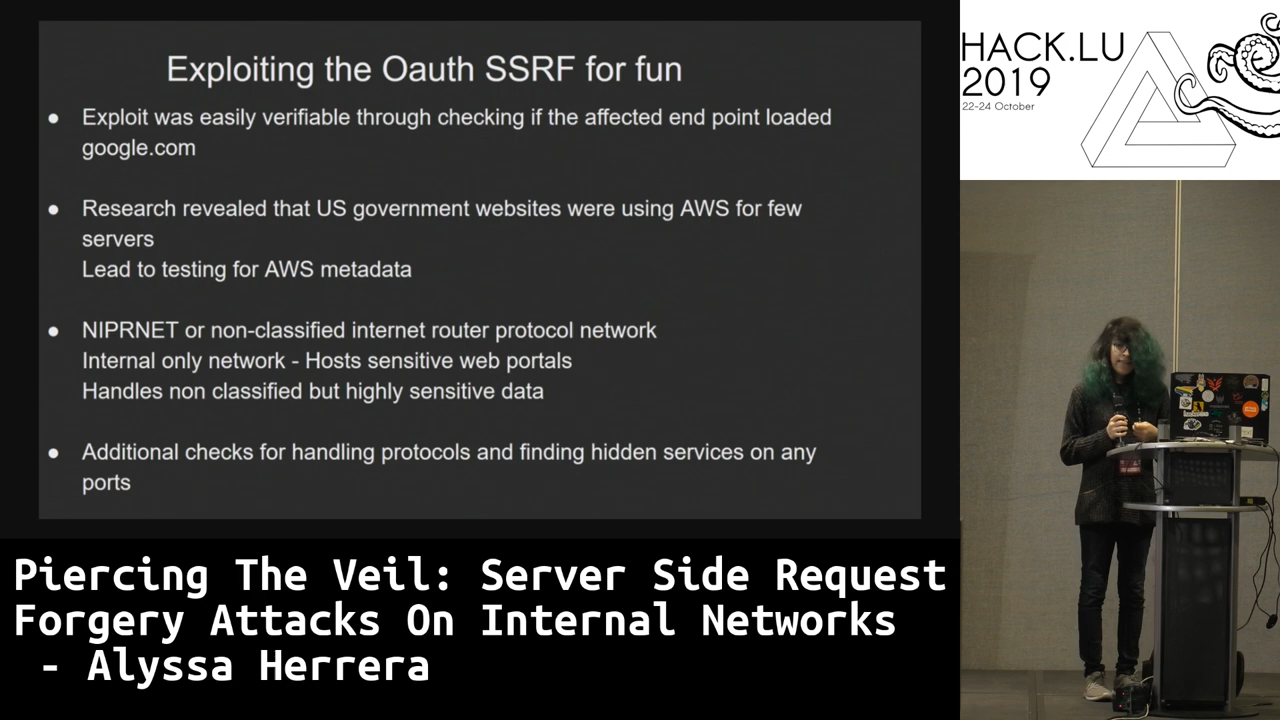 Exploiting the Oauth SSRF for fun
● Exploit was easily verifiable through checking if the affected end point loaded
google.com
● Research revealed that US government websites were using AWS for few
servers
Lead to testing for AWS metadata
● NIPRNET or non-classified internet router protocol network
Internal only network - Hosts sensitive web portals
Handles non classified but highly sensitive data
● Additional checks for handling protocols and finding hidden services on any
ports
HACK.LU
2019
22-24 October
Piercing The Veil: Server Side Request
Forgery Attacks On Internal Networks
- Alyssa Herrera